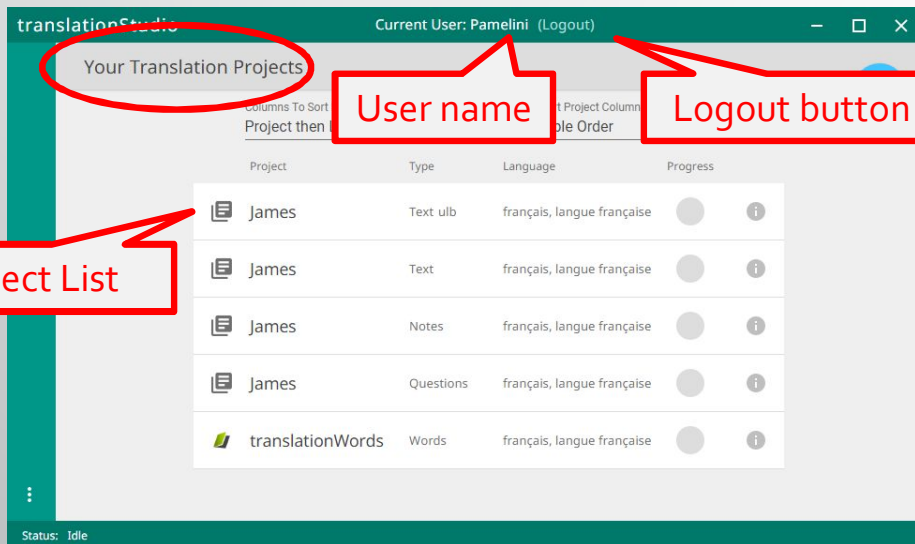 translationStudio Current User: Pamelini (Logout)
Your Translation Projects
User name
Logout button
Columns To Sort
Project then
Project Column
Order
Project Type Language Progress
James Text ulb français, langue française
ect List
James Text français, langue française
James Notes français, langue française
James Questions français, langue française
translationWords Words français, langue française
Status: Idle